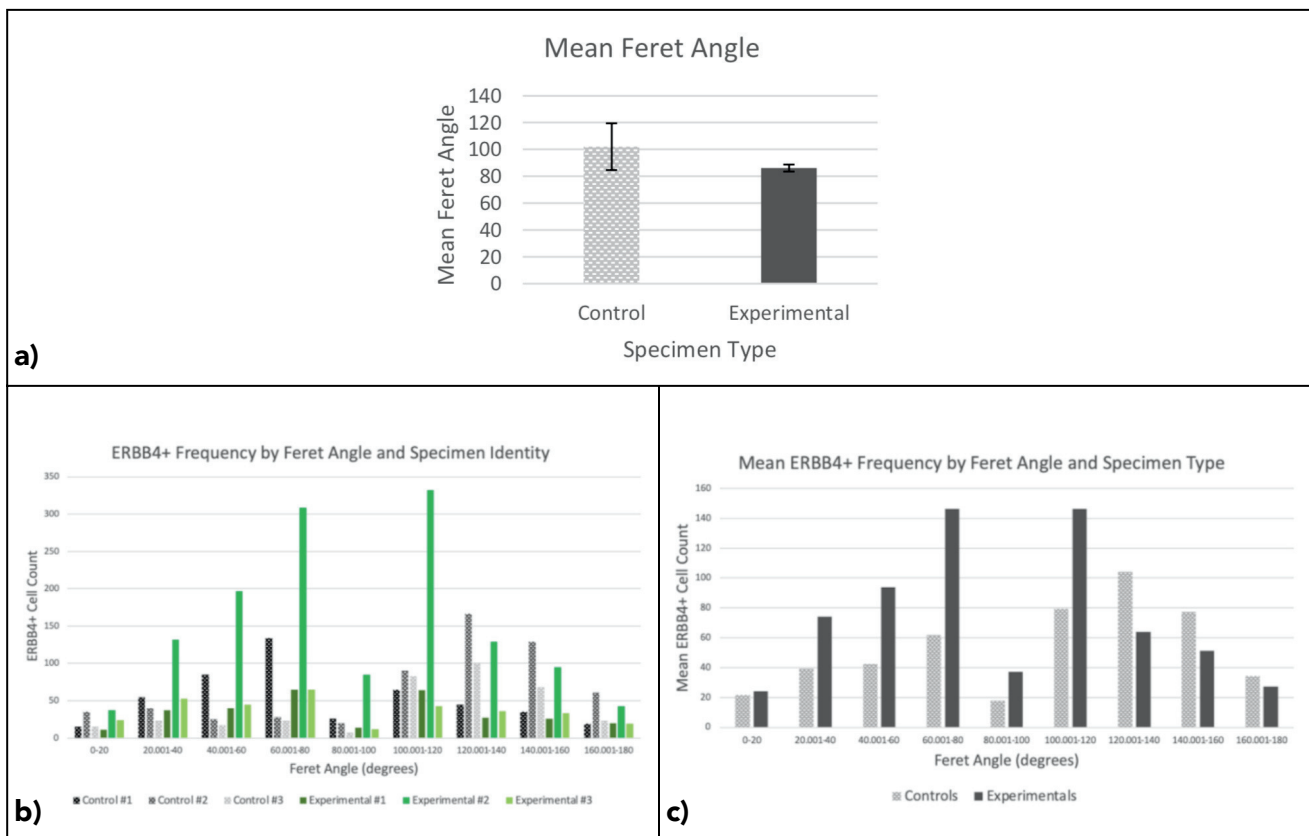 Mean Feret Angle
Mean Feret Angle
140
120
100
80
60
40
20
0
Control Experimental
Specimen Type
a)
ERBB4+ Frequency by Feret Angle and Specimen Identity
ERBB4+ Cell Count
350
300
250
200
150
100
50
0
0-20 20.001-40 40.001-60 60.001-80 80.001-100 100.001-120 120.001-140 140.001-160 160.001-180
Feret Angle (degrees)
Control #1 Control #2 Control #3 Experimental #1 Experimental #2 Experimental #3
b)
Mean ERBB4+ Frequency by Feret Angle and Specimen Type
Mean ERBB4+ Cell Count
160
140
120
100
80
60
40
20
0
0-20 20.001-40 40.001-60 60.001-80 80.001-100 100.001-120 120.001-140 140.001-160 160.001-180
Feret Angle (degrees)
Controls Experimentals
c)